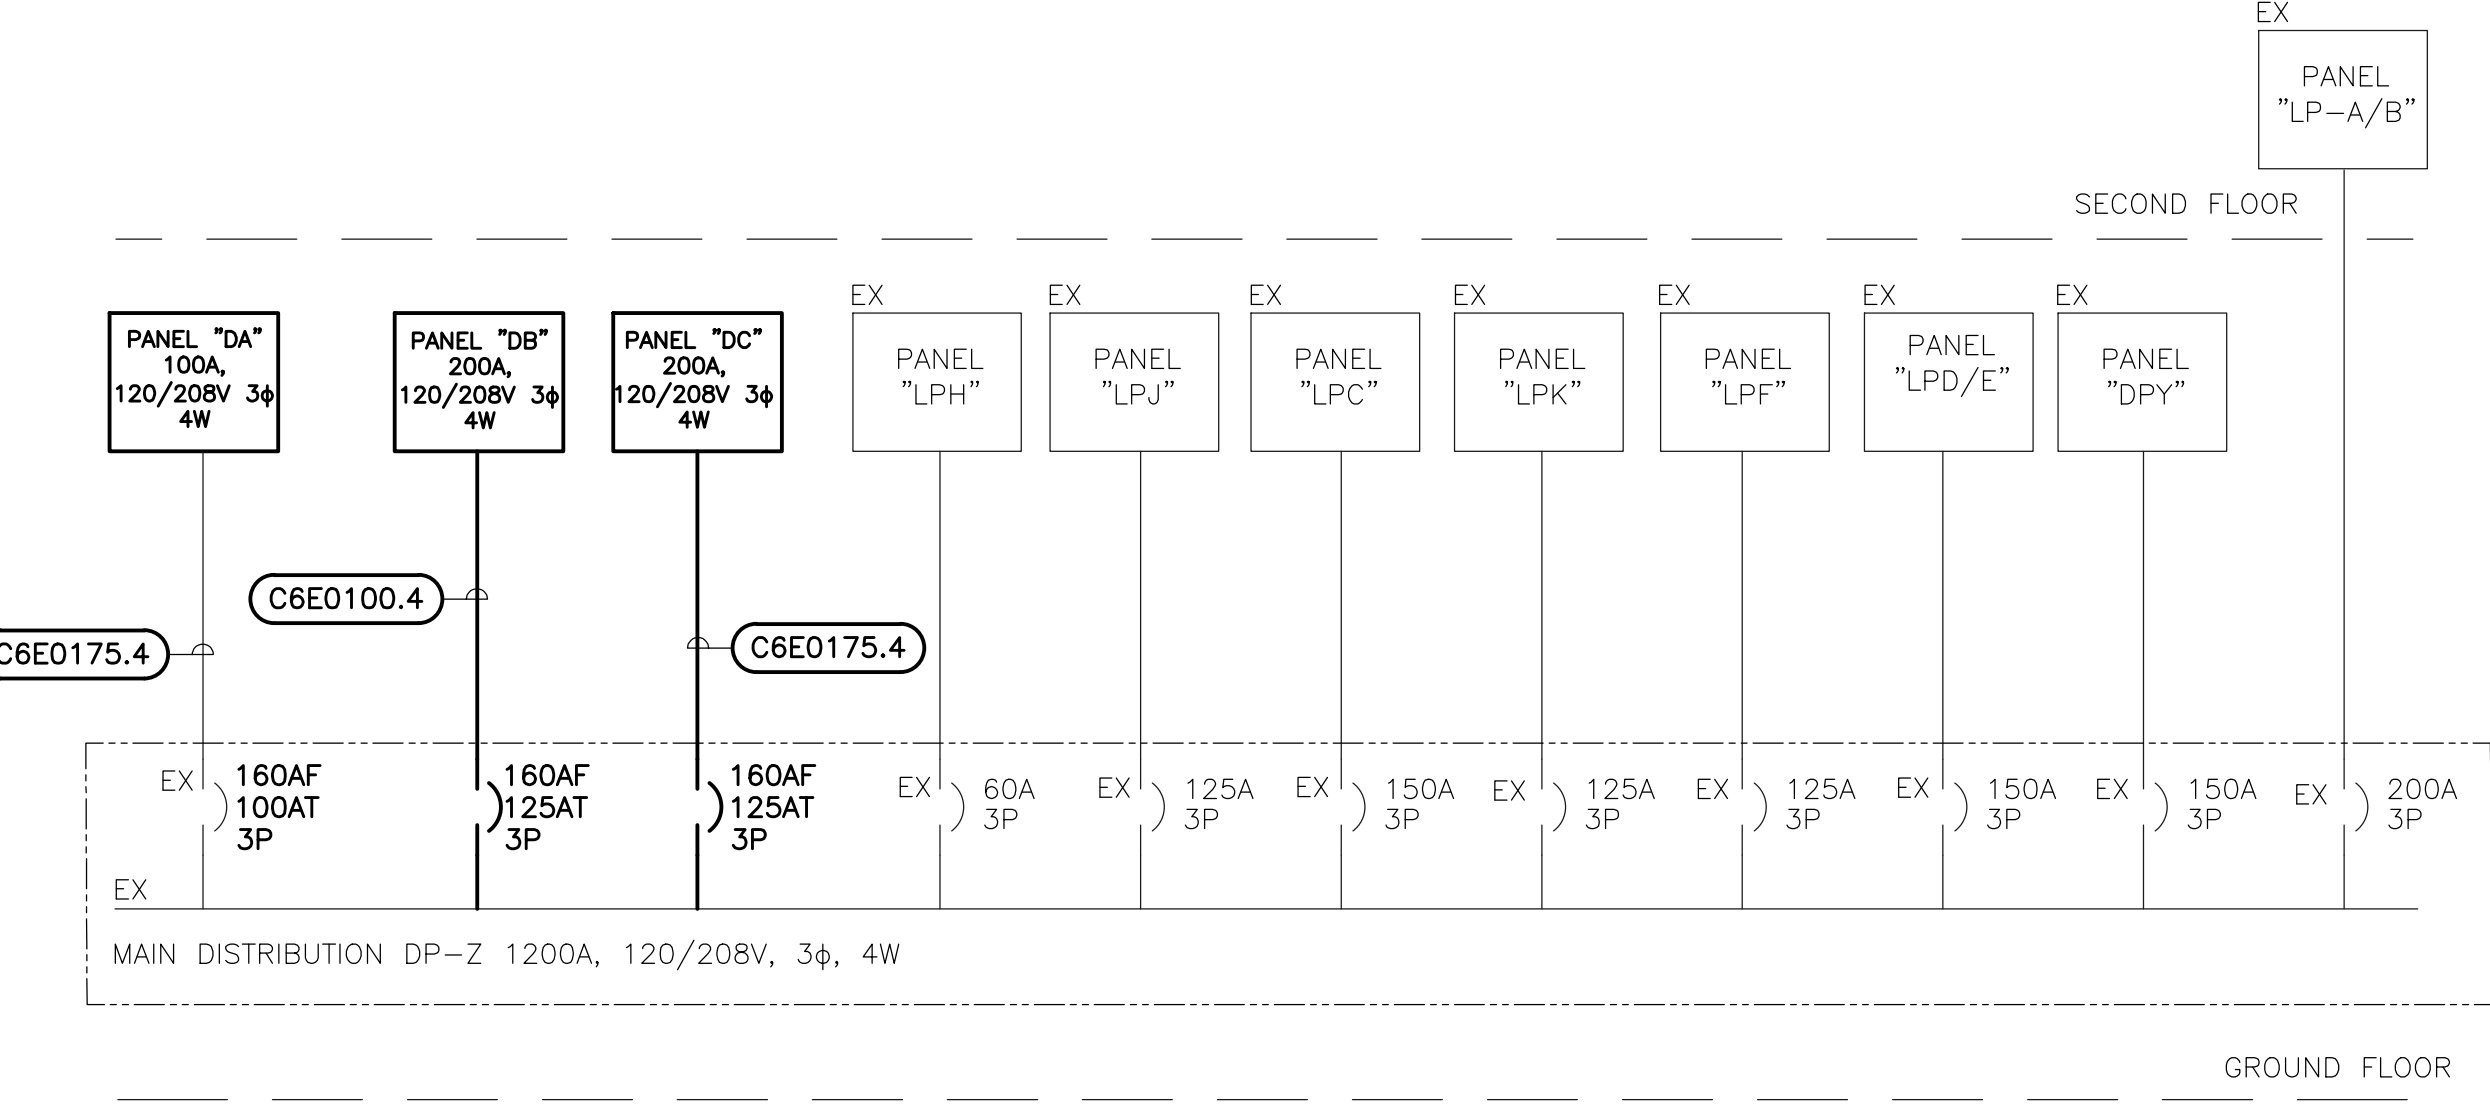 EX
PANEL
"LP-A/B"
SECOND FLOOR
PANEL "DA"
100A,
120/208V 3ϕ
4W
PANEL "DB"
200A,
120/208V 3ϕ
4W
PANEL "DC"
200A,
120/208V 3ϕ
4W
EX
PANEL
"LPH"
EX
PANEL
"LPJ"
EX
PANEL
"LPC"
EX
PANEL
"LPK"
EX
PANEL
"LPF"
EX
PANEL
"LPD/E"
EX
PANEL
"DPY"
C6E0100.4
C6E0175.4
C6E0175.4
EX
160AF
100AT
3P
160AF
125AT
3P
160AF
125AT
3P
EX
60A
3P
EX
125A
3P
EX
150A
3P
EX
125A
3P
EX
125A
3P
EX
150A
3P
EX
150A
3P
EX
200A
3P
EX
MAIN DISTRIBUTION DP-Z 1200A, 120/208V, 3ϕ, 4W
GROUND FLOOR